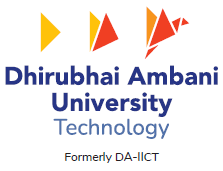 Dhirubhai Ambani
University
Technology
Formerly DA-IICT